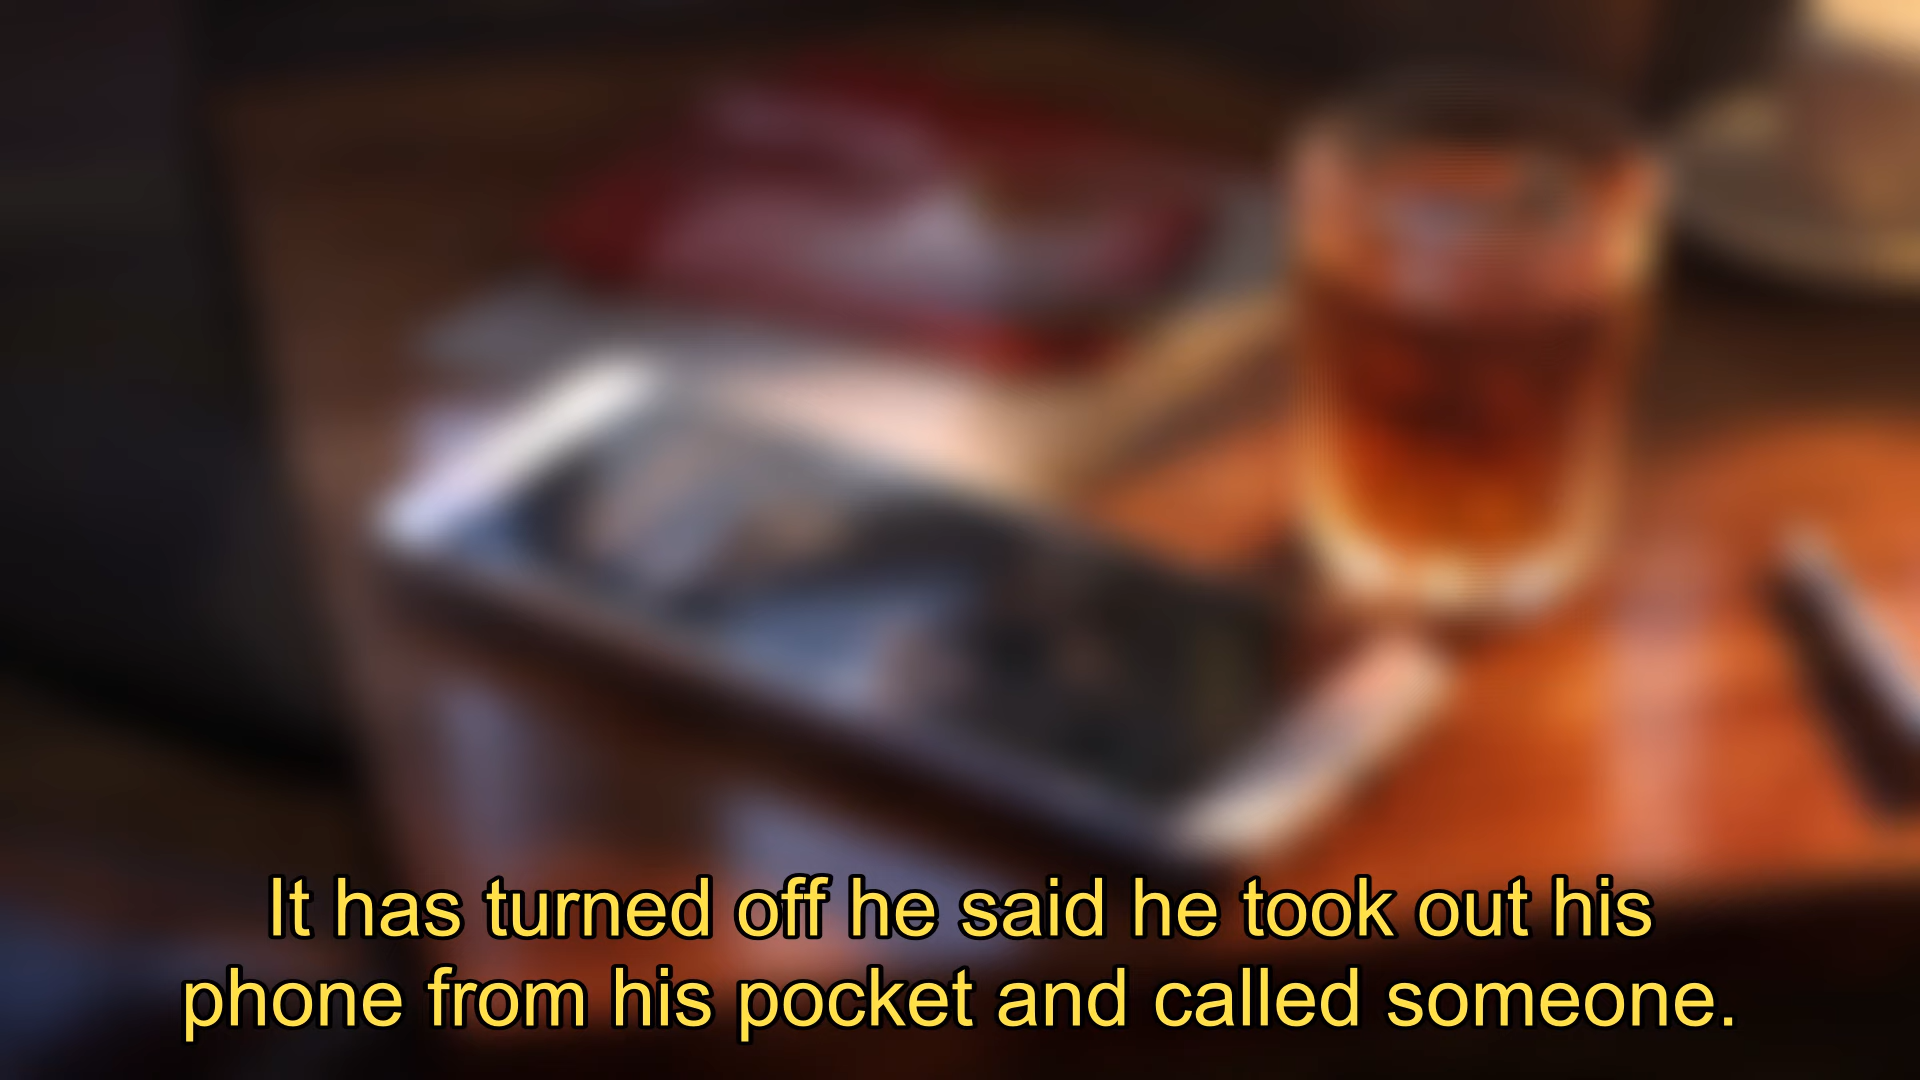 It has turned off he said he took out his
phone from his pocket and called someone.